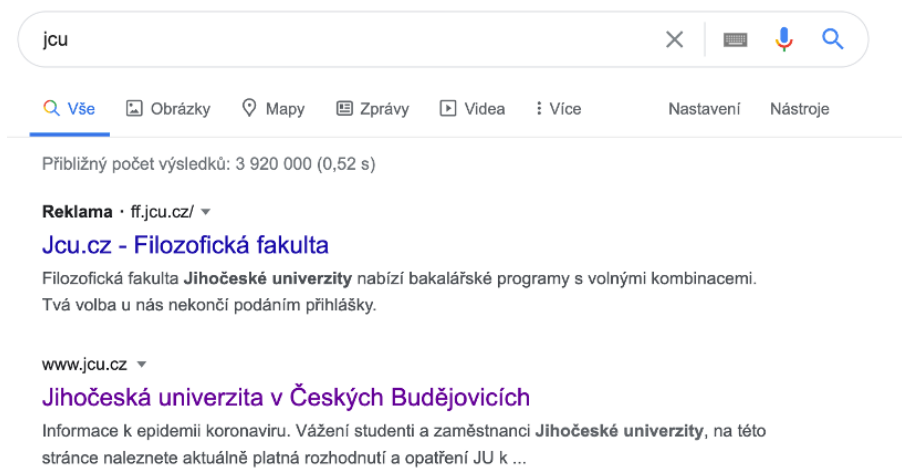 jcu
Vše Obrázky Mapy Zprávy Videa Více Nastavení Nástroje
Přibližný počet výsledků: 3 920 000 (0,52 s)
Reklama · ff.jcu.cz/
Jcu.cz - Filozofická fakulta
Filozofická fakulta Jihočeské univerzity nabízí bakalářské programy s volnými kombinacemi.
Tvá volba u nás nekončí podáním přihlášky.
www.jcu.cz
Jihočeská univerzita v Českých Budějovicích
Informace k epidemii koronaviru. Vážení studenti a zaměstnanci Jihočeské univerzity, na této
stránce naleznete aktuálně platná rozhodnutí a opatření JU k ...